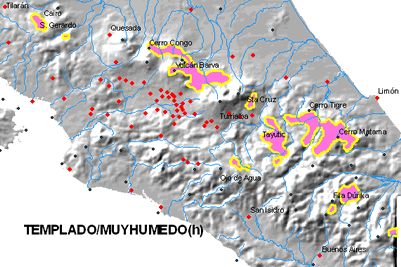 Tilarán
Cairo
S. Gerardo
Quesada
Cerro Congo
Volcán Barva
Sta Cruz
Limón
Cerro Tigre
Turrialba
Tayutic
Cerro Matama
Ojo de Agua
Fila Dúrika
San Isidro
TEMPLADO/MUYHUMEDO(h)
Buenos Aires